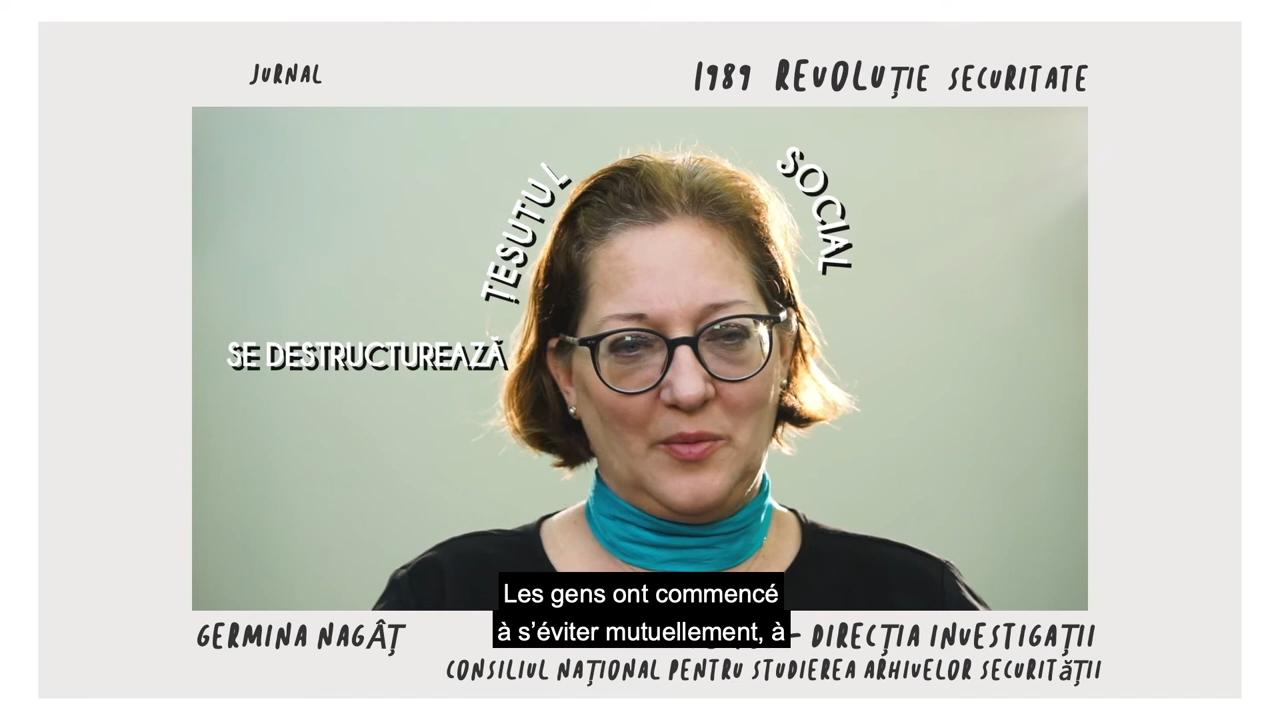 JURNAL
1989 REVOLUŢIE SECURITATE
ȚESUTUL
SOCIAL
SE DESTRUCTUREAZĂ
Les gens ont commencé
à s’éviter mutuellement, à
GERMINA NAGÂŢ
- DIRECŢIA INVESTIGAŢII
CONSILIUL NAŢIONAL PENTRU STUDIEREA ARHIVELOR SECURITĂŢII